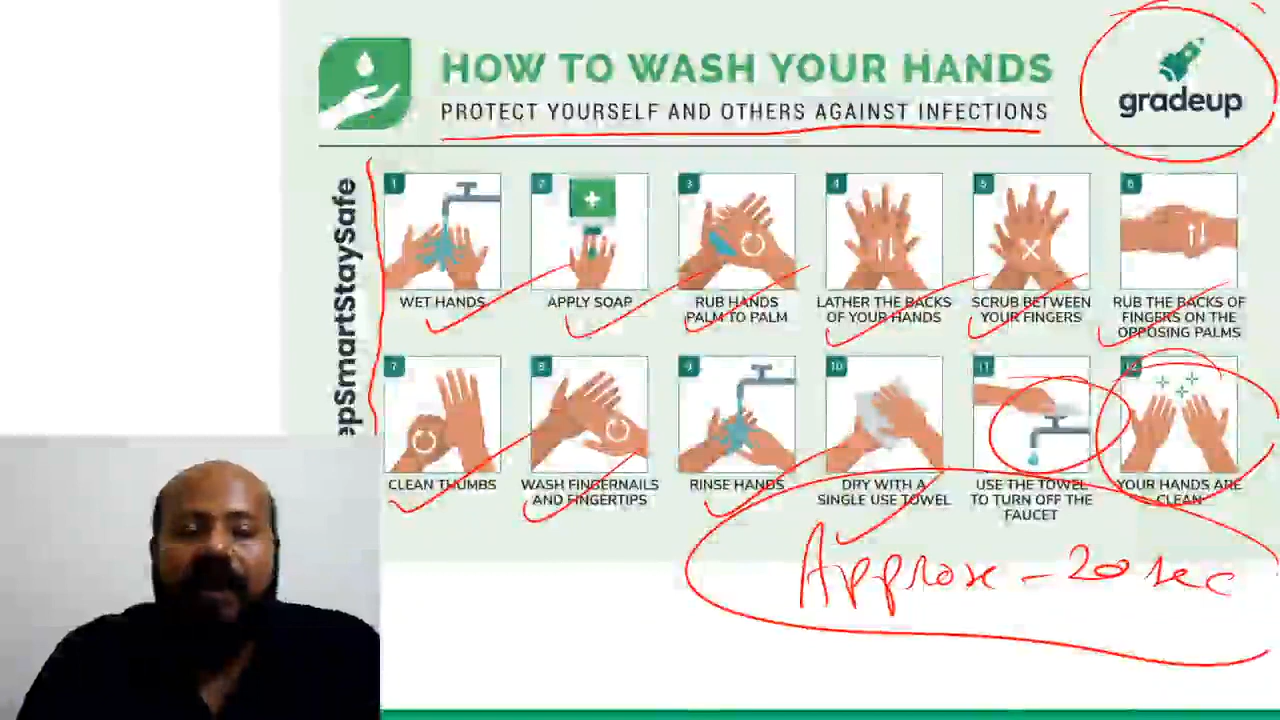 HOW TO WASH YOUR HANDS
PROTECT YOURSELF AND OTHERS AGAINST INFECTIONS
gradeup
epSmartStaySafe
1
WET HANDS
2
APPLY SOAP
3
RUB HANDS
PALM TO PALM
4
LATHER THE BACKS
OF YOUR HANDS
5
SCRUB BETWEEN
YOUR FINGERS
6
RUB THE BACKS OF
FINGERS ON THE
OPPOSING PALMS
7
CLEAN THUMBS
8
WASH FINGERNAILS
AND FINGERTIPS
9
RINSE HANDS
10
DRY WITH A
SINGLE USE TOWEL
11
USE THE TOWEL
TO TURN OFF THE
FAUCET
12
YOUR HANDS ARE
CLEAN
Approx - 20 sec